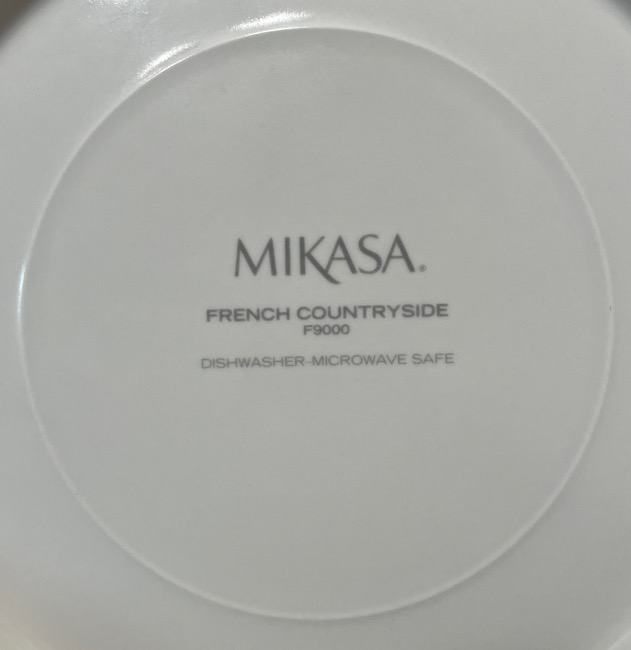 MIKASA®
FRENCH COUNTRYSIDE
F9000
DISHWASHER-MICROWAVE SAFE